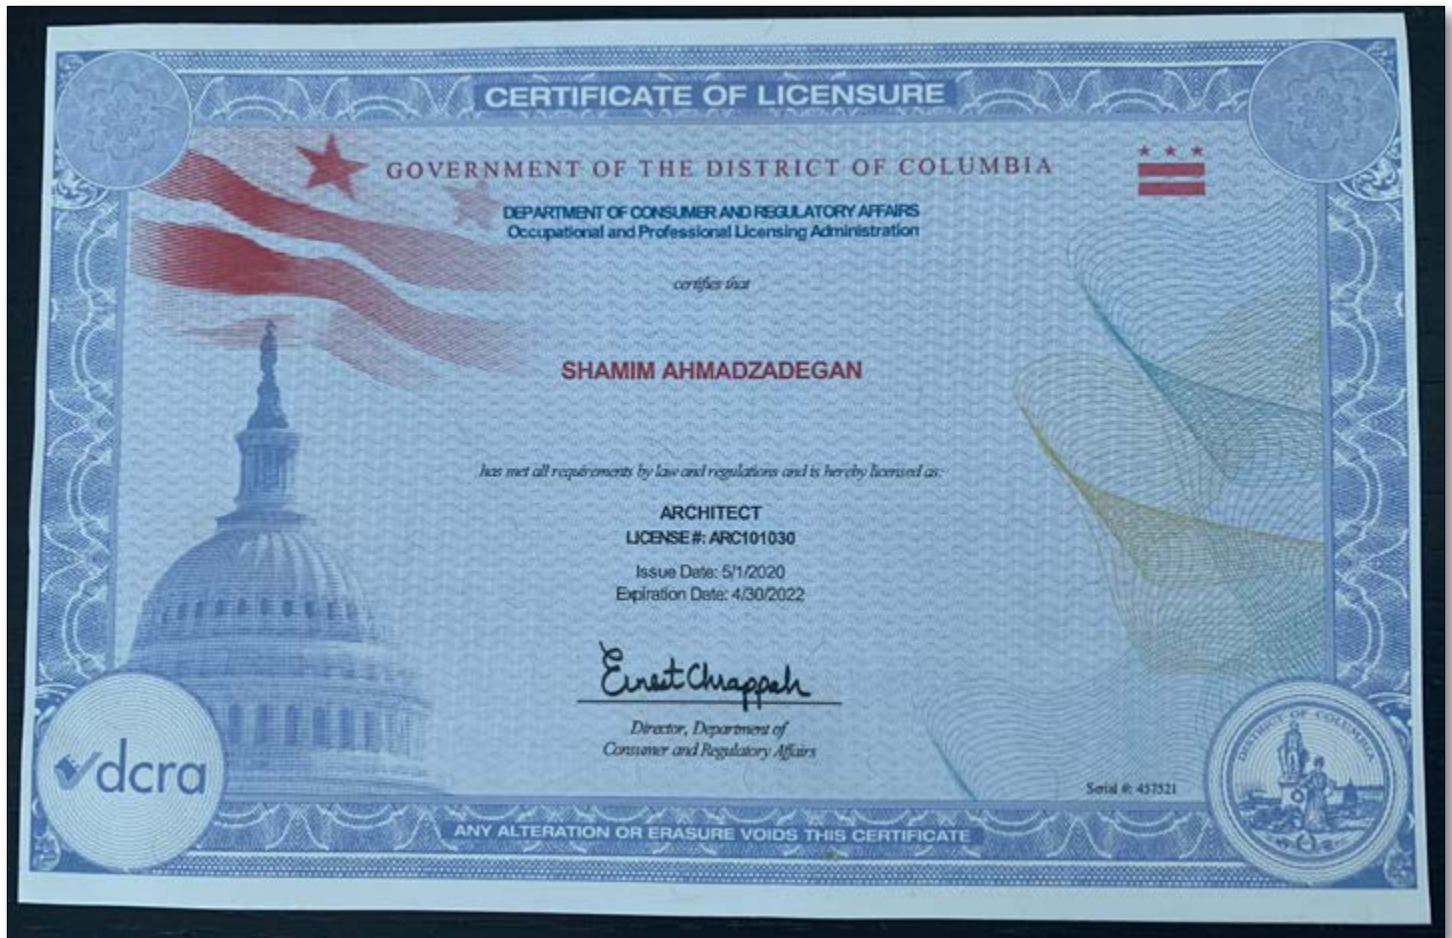 CERTIFICATE OF LICENSURE
GOVERNMENT OF THE DISTRICT OF COLUMBIA
DEPARTMENT OF CONSUMER AND REGULATORY AFFAIRS
Occupational and Professional Licensing Administration
certifies that
SHAMIM AHMADZADEGAN
has met all requirements by law and regulations and is hereby licensed as:
ARCHITECT
LICENSE #: ARC101030
Issue Date: 5/1/2020
Expiration Date: 4/30/2022
Ernest Chrappah
Director, Department of
Consumer and Regulatory Affairs
dcra
Serial #: 457521
DISTRICT OF COLUMBIA
ANY ALTERATION OR ERASURE VOIDS THIS CERTIFICATE